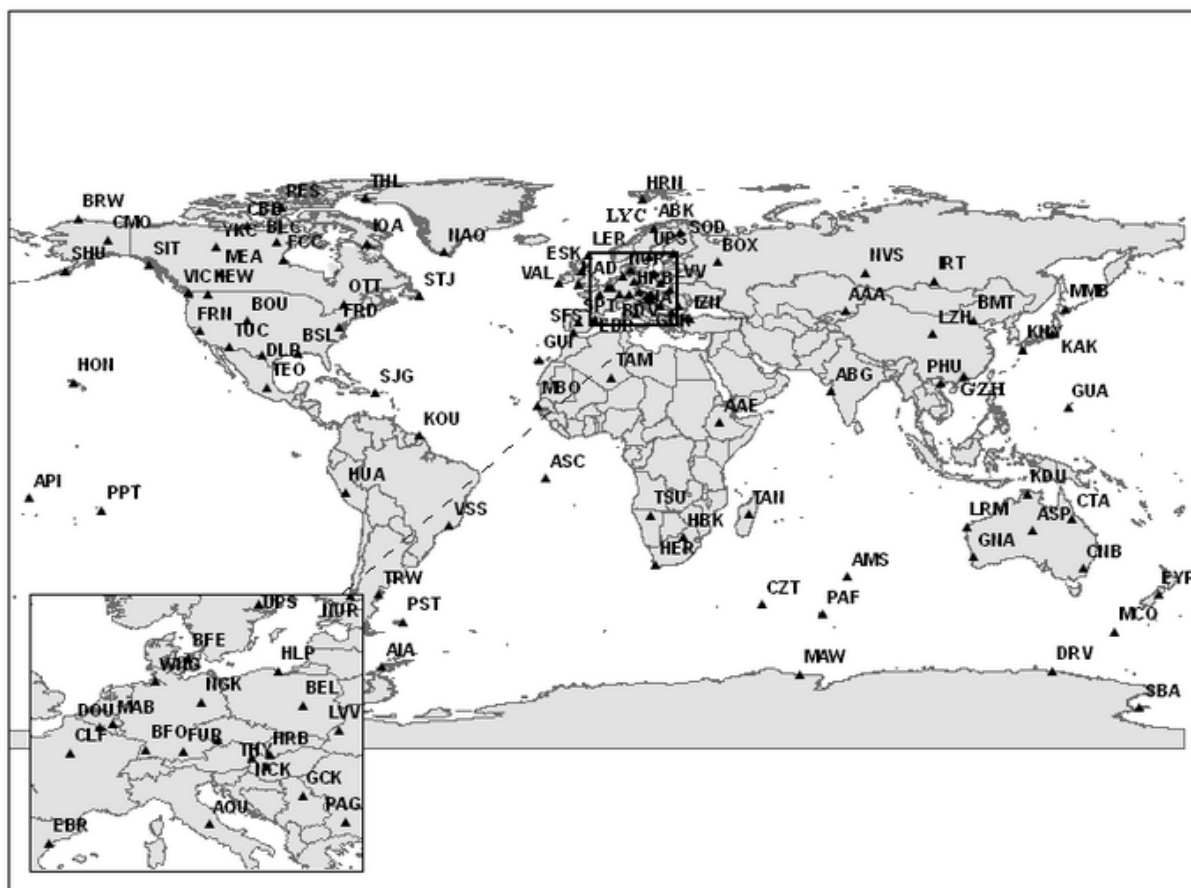 HRN
RES
THL
BRW
LYC
ABK
CMO
CBB
IQA
YKC
BLC
SOD
LER
UPS
FCC
NAQ
BOX
SHU
SIT
MEA
ESK
NVS
IRT
VAL
HAD
LVV
VIC
NEW
OTT
STJ
BOU
FRD
AAA
BMT
MMB
FRN
TUC
BSL
SFS
EBR
IZN
LZH
KNY
KAK
DLR
TEO
GUI
TAM
HON
SJG
MBO
ABG
PHU
GZH
GUA
KOU
AAE
API
PPT
HUA
ASC
VSS
TSU
TAN
KDU
CTA
LRM
ASP
HBK
HER
GNA
CNB
TRW
CZT
AMS
EYR
PST
PAF
MCQ
AIA
MAW
DRV
SBA
UPS
NUR
BFE
WNG
HLP
NGK
BEL
DOU
MAB
LVV
CLF
BFO
FUR
HRB
THY
NCK
GCK
AQU
PAG
EBR